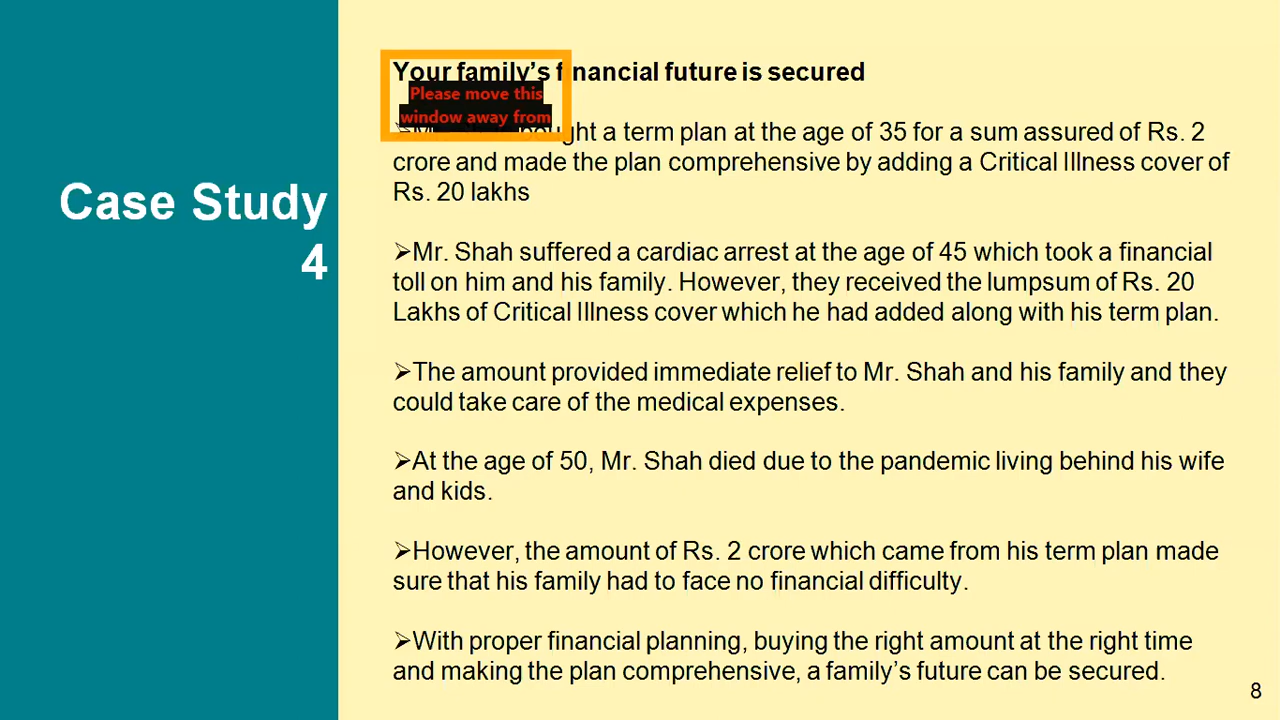 Case Study
4
Your family’s financial future is secured
Please move this
window away from
ought a term plan at the age of 35 for a sum assured of Rs. 2
crore and made the plan comprehensive by adding a Critical Illness cover of
Rs. 20 lakhs
➢Mr. Shah suffered a cardiac arrest at the age of 45 which took a financial
toll on him and his family. However, they received the lumpsum of Rs. 20
Lakhs of Critical Illness cover which he had added along with his term plan.
➢The amount provided immediate relief to Mr. Shah and his family and they
could take care of the medical expenses.
➢At the age of 50, Mr. Shah died due to the pandemic living behind his wife
and kids.
➢However, the amount of Rs. 2 crore which came from his term plan made
sure that his family had to face no financial difficulty.
➢With proper financial planning, buying the right amount at the right time
and making the plan comprehensive, a family’s future can be secured.
8